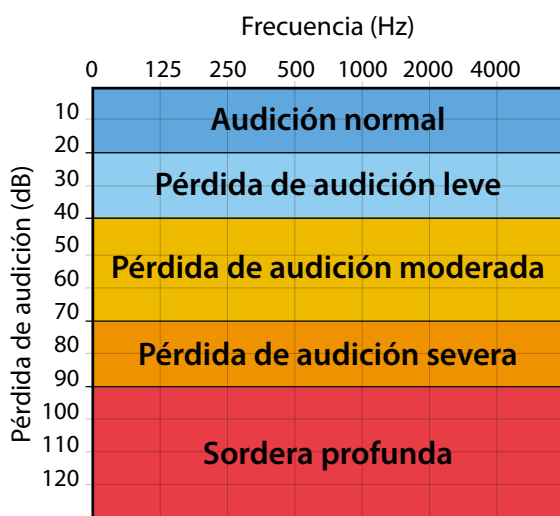 Frecuencia (Hz)
0 125 250 500 1000 2000 4000
Pérdida de audición (dB)
10
20
30
40
50
60
70
80
90
100
110
120
Audición normal
Pérdida de audición leve
Pérdida de audición moderada
Pérdida de audición severa
Sordera profunda